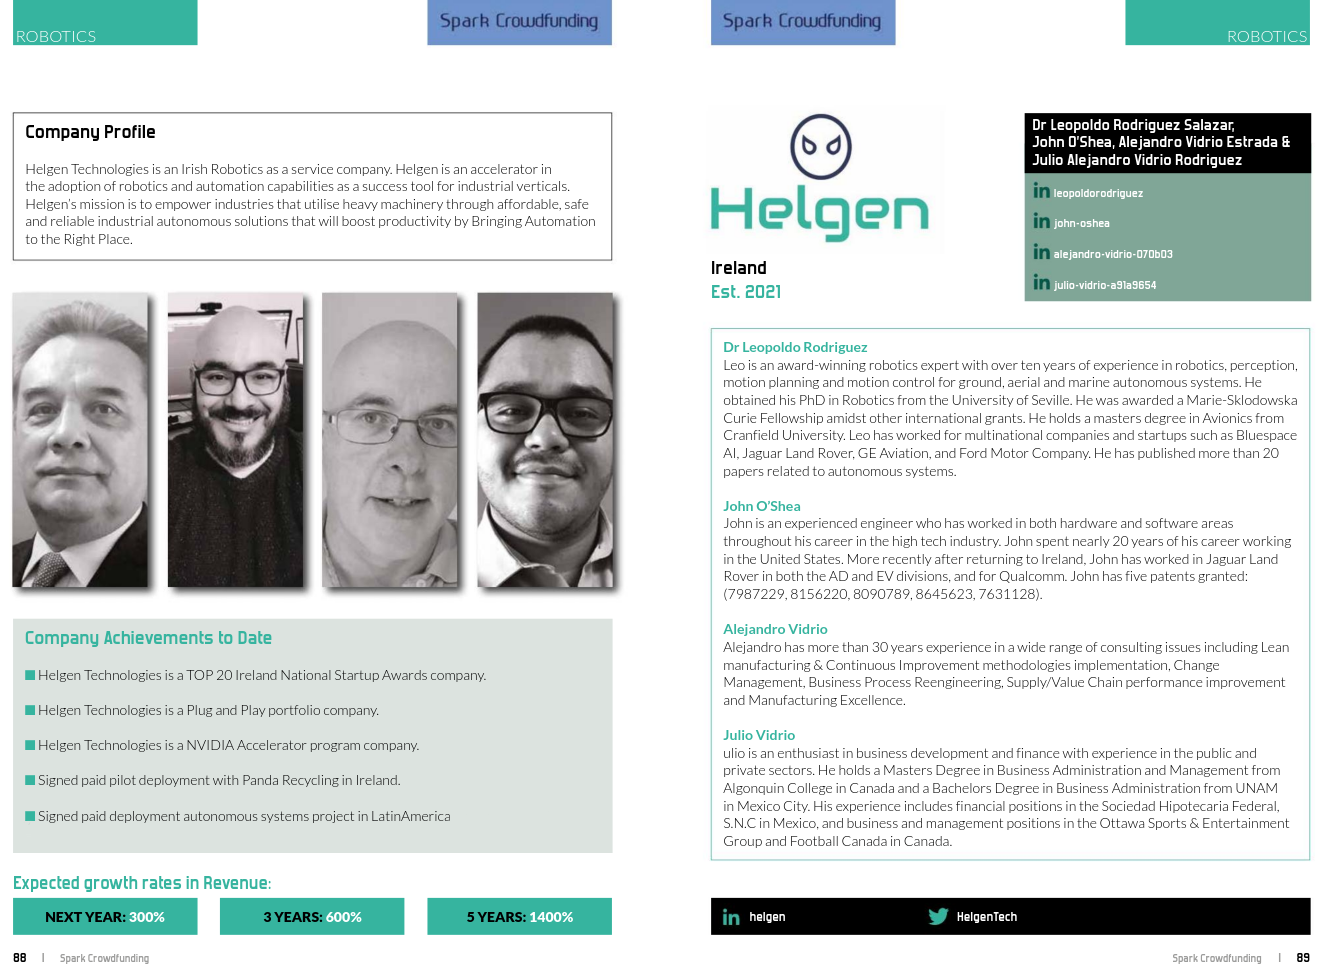 ROBOTICS
Spark Crowdfunding
Company Profile
Helgen Technologies is an Irish Robotics as a service company. Helgen is an accelerator in
the adoption of robotics and automation capabilities as a success tool for industrial verticals.
Helgen's mission is to empower industries that utilise heavy machinery through affordable, safe
and reliable industrial autonomous solutions that will boost productivity by Bringing Automation
to the Right Place.
Company Achievements to Date
Helgen Technologies is a TOP 20 Ireland National Startup Awards company.
Helgen Technologies is a Plug and Play portfolio company.
Helgen Technologies is a NVIDIA Accelerator program company.
Signed paid pilot deployment with Panda Recycling in Ireland.
Signed paid deployment autonomous systems project in LatinAmerica
Expected growth rates in Revenue:
NEXT YEAR: 300%
3 YEARS: 600%
5 YEARS: 1400%
88 | Spark Crowdfunding
Spark Crowdfunding
ROBOTICS
Helgen
Ireland
Est. 2021
Dr Leopoldo Rodriguez Salazar,
John O'Shea, Alejandro Vidrio Estrada &
Julio Alejandro Vidrio Rodriguez
in leopoldorodriguez
in john-oshea
in alejandro-vidrio-070b03
in julio-vidrio-a91a9654
Dr Leopoldo Rodriguez
Leo is an award-winning robotics expert with over ten years of experience in robotics, perception,
motion planning and motion control for ground, aerial and marine autonomous systems. He
obtained his PhD in Robotics from the University of Seville. He was awarded a Marie-Sklodowska
Curie Fellowship amidst other international grants. He holds a masters degree in Avionics from
Cranfield University. Leo has worked for multinational companies and startups such as Bluespace
AI, Jaguar Land Rover, GE Aviation, and Ford Motor Company. He has published more than 20
papers related to autonomous systems.
John O'Shea
John is an experienced engineer who has worked in both hardware and software areas
throughout his career in the high tech industry. John spent nearly 20 years of his career working
in the United States. More recently after returning to Ireland, John has worked in Jaguar Land
Rover in both the AD and EV divisions, and for Qualcomm. John has five patents granted:
(7987229, 8156220, 8090789, 8645623, 7631128).
Alejandro Vidrio
Alejandro has more than 30 years experience in a wide range of consulting issues including Lean
manufacturing & Continuous Improvement methodologies implementation, Change
Management, Business Process Reengineering, Supply/Value Chain performance improvement
and Manufacturing Excellence.
Julio Vidrio
ulio is an enthusiast in business development and finance with experience in the public and
private sectors. He holds a Masters Degree in Business Administration and Management from
Algonquin College in Canada and a Bachelors Degree in Business Administration from UNAM
in Mexico City. His experience includes financial positions in the Sociedad Hipotecaria Federal,
S.N.C in Mexico, and business and management positions in the Ottawa Sports & Entertainment
Group and Football Canada in Canada.
in helgen
HelgenTech
Spark Crowdfunding | 89